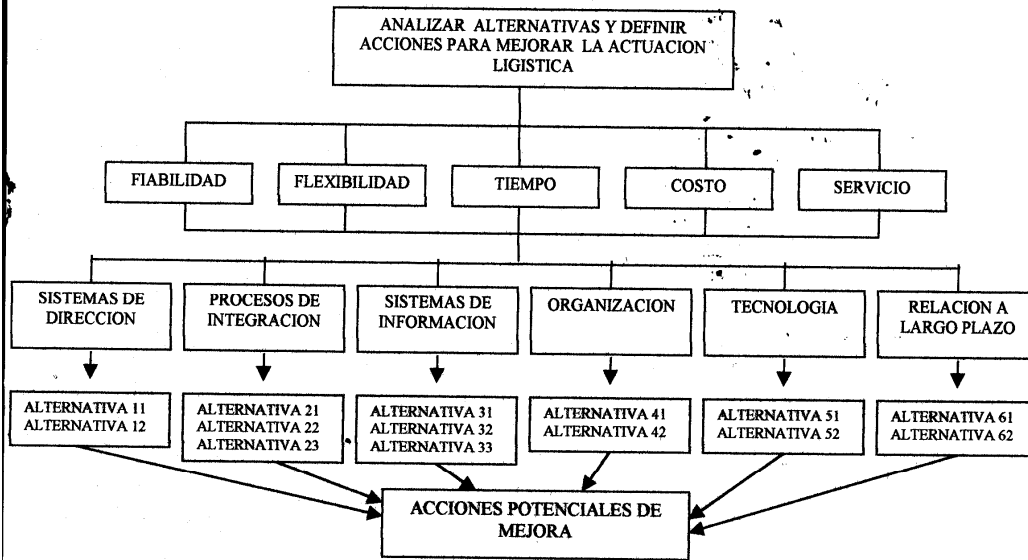 ANALIZAR ALTERNATIVAS Y DEFINIR
ACCIONES PARA MEJORAR LA ACTUACION
LIGISTICA
FIABILIDAD
FLEXIBILIDAD
TIEMPO
COSTO
SERVICIO
SISTEMAS DE
DIRECCION
PROCESOS DE
INTEGRACION
SISTEMAS DE
INFORMACION
ORGANIZACION
TECNOLOGIA
RELACION A
LARGO PLAZO
ALTERNATIVA 11
ALTERNATIVA 12
ALTERNATIVA 21
ALTERNATIVA 22
ALTERNATIVA 23
ALTERNATIVA 31
ALTERNATIVA 32
ALTERNATIVA 33
ALTERNATIVA 41
ALTERNATIVA 42
ALTERNATIVA 51
ALTERNATIVA 52
ALTERNATIVA 61
ALTERNATIVA 62
ACCIONES POTENCIALES DE
MEJORA